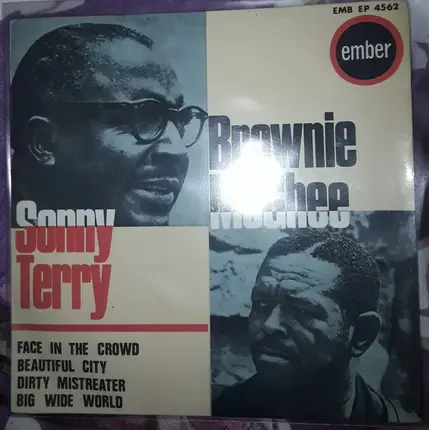 EMB EP 4562
ember
Brownie
McGhee
Sonny
Terry
FACE IN THE CROWD
BEAUTIFUL CITY
DIRTY MISTREATER
BIG WIDE WORLD